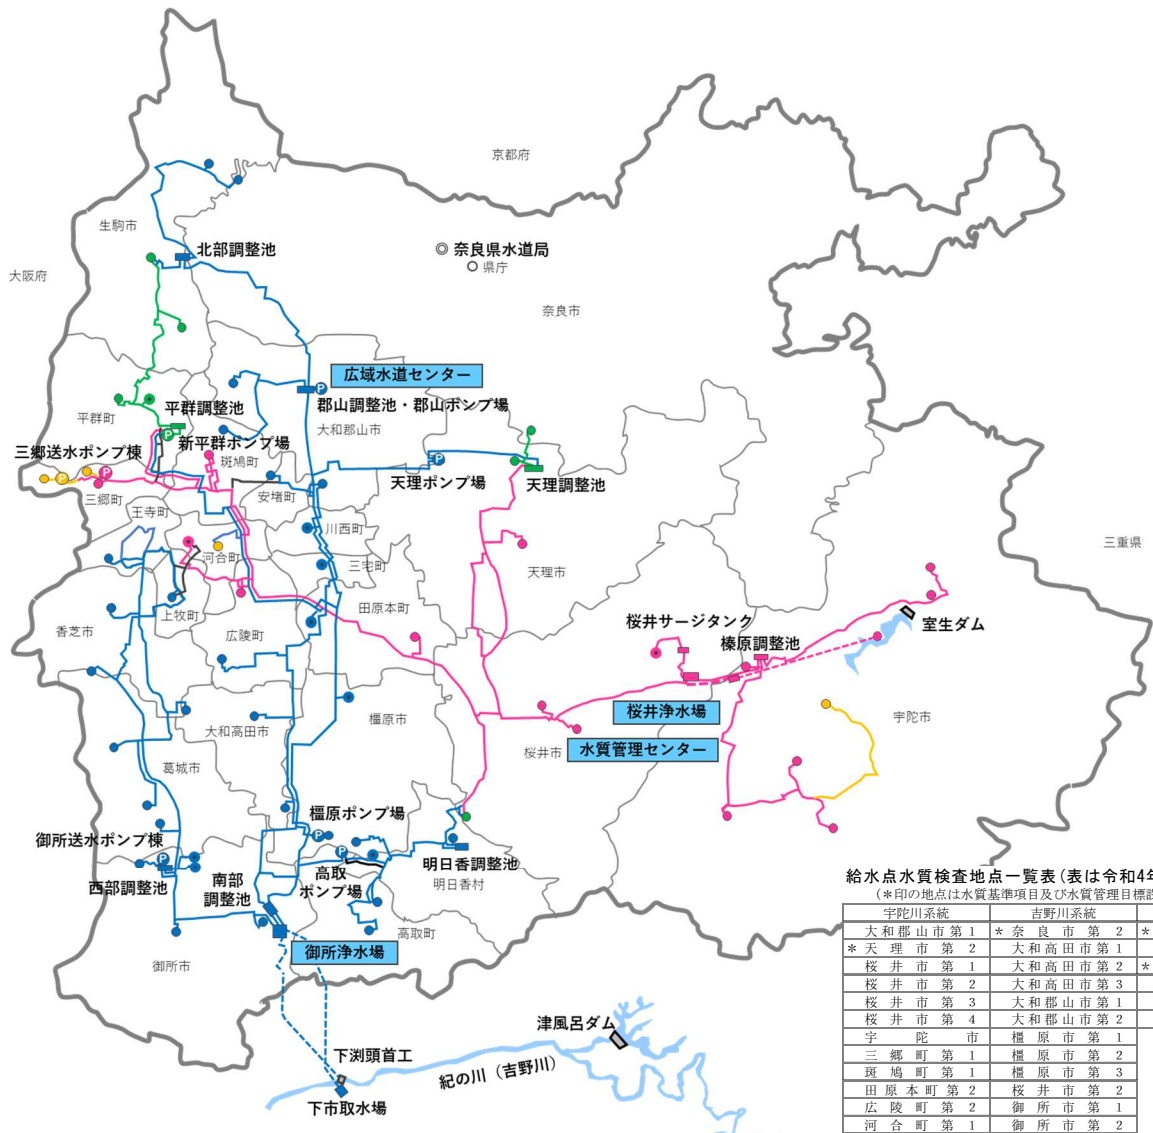 京都府
生駒市
北部調整池
◎ 奈良県水道局
○ 県庁
大阪府
奈良市
広域水道センター
郡山調整池・郡山ポンプ場
平群調整池
平群町
大和郡山市
新平群ポンプ場
三郷送水ポンプ棟
斑鳩町
天理ポンプ場
天理調整池
三郷町
安堵町
王寺町
川西町
三重県
河合町
三宅町
天理市
田原本町
上牧町
桜井サージタンク
室生ダム
香芝市
広陵町
榛原調整池
桜井浄水場
宇陀市
橿原市
大和高田市
水質管理センター
桜井市
葛城市
橿原ポンプ場
御所送水ポンプ棟
明日香調整池
高取
ポンプ場
南部
調整池
西部調整池
明日香村
高取町
御所浄水場
御所市
津風呂ダム
下渕頭首工
紀の川（吉野川）
下市取水場
給水点水質検査地点一覧表(表は令和4年
(＊印の地点は水質基準項目及び水質管理目標設
宇陀川系統 吉野川系統
大和郡山市第1 ＊奈良市第2 ＊
＊天理市第2 大和高田市第1
桜井市第1 大和高田市第2 ＊
桜井市第2 大和高田市第3
桜井市第3 大和郡山市第1
桜井市第4 大和郡山市第2
宇陀市 橿原市第1
三郷町第1 橿原市第2
斑鳩町第1 橿原市第3
田原本町第2 桜井市第2
広陵町第2 御所市第1
河合町第1 御所市第2